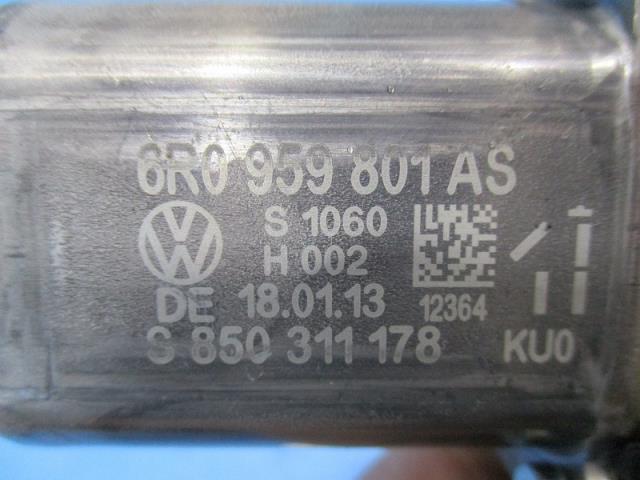 6R0 959 801 AS
S 1060
H 002
DE 18.01.13
12364
S 850 311 178
KU0